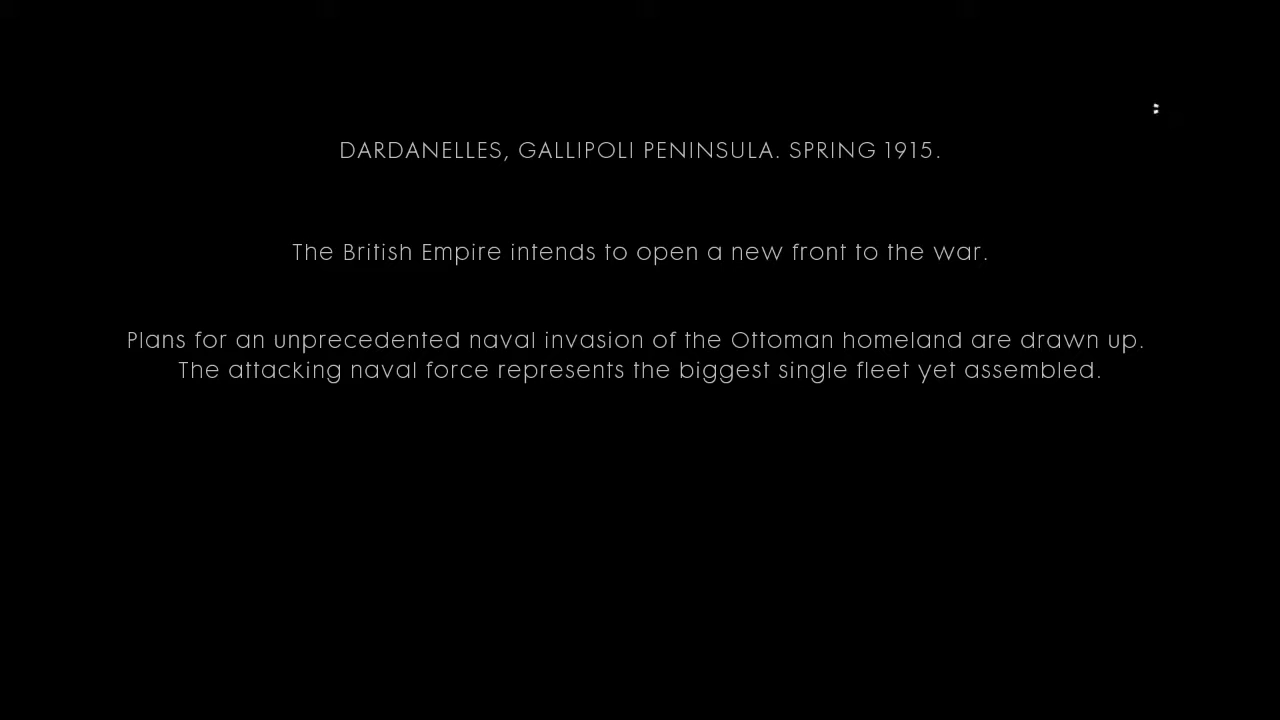 DARDANELLES, GALLIPOLI PENINSULA. SPRING 1915.
The British Empire intends to open a new front to the war.
Plans for an unprecedented naval invasion of the Ottoman homeland are drawn up.
The attacking naval force represents the biggest single fleet yet assembled.